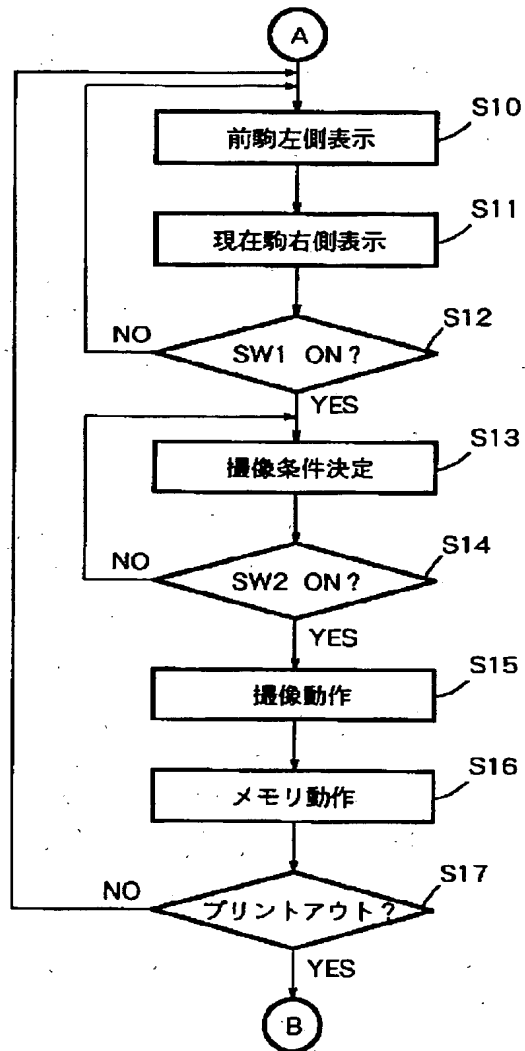 A
S10
前駒左側表示
S11
現在駒右側表示
S12
SW1 ON?
NO
YES
S13
撮像条件決定
S14
SW2 ON?
NO
YES
S15
撮像動作
S16
メモリ動作
S17
プリントアウト?
NO
YES
B